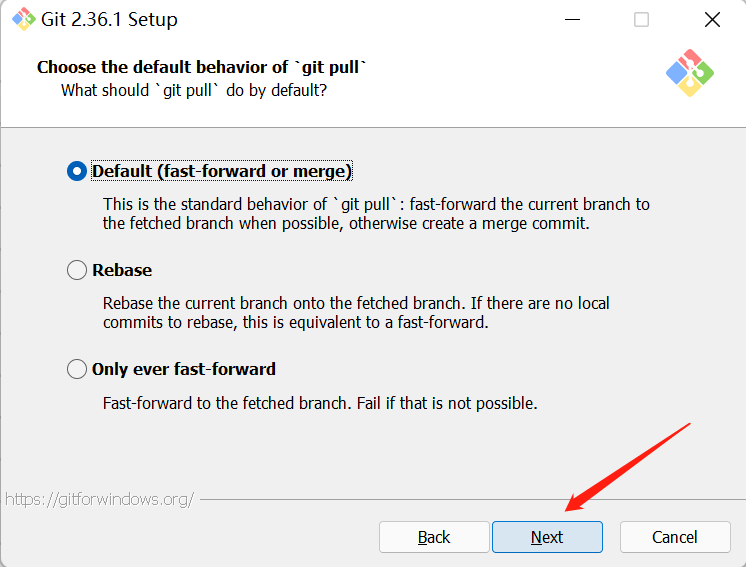 Git 2.36.1 Setup
Choose the default behavior of `git pull`
What should `git pull` do by default?
Default (fast-forward or merge)
This is the standard behavior of `git pull`: fast-forward the current branch to
the fetched branch when possible, otherwise create a merge commit.
Rebase
Rebase the current branch onto the fetched branch. If there are no local
commits to rebase, this is equivalent to a fast-forward.
Only ever fast-forward
Fast-forward to the fetched branch. Fail if that is not possible.
https://gitforwindows.org/
Back Next Cancel